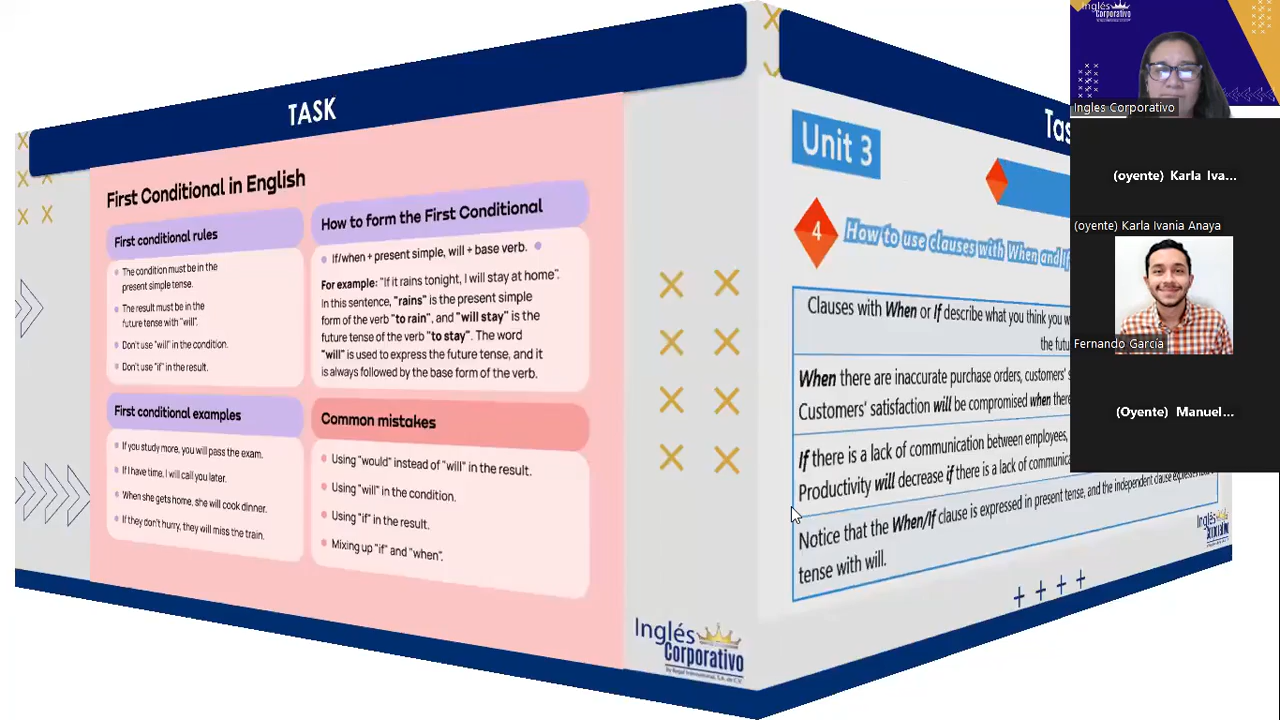 TASK
First Conditional in English
First conditional rules
The condition must be in the
present simple tense.
The result must be in the
future tense with "will".
Don't use "will" in the condition.
Don't use "if" in the result.
How to form the First Conditional
If/when + present simple, will + base verb.
For example: "If it rains tonight, I will stay at home".
In this sentence, "rains" is the present simple
form of the verb "to rain", and "will stay" is the
future tense of the verb "to stay". The word
"will" is used to express the future tense, and it
is always followed by the base form of the verb.
First conditional examples
If you study more, you will pass the exam.
If I have time, I will call you later.
When she gets home, she will cook dinner.
If they don't hurry, they will miss the train.
Common mistakes
Using "would" instead of "will" in the result.
Using "will" in the condition.
Using "if" in the result.
Mixing up "if" and "when".
Inglés
Corporativo
Tas
Unit 3
4
How to use clauses with When and If
Clauses with When or If describe what you think you w
the futu
When there are inaccurate purchase orders, customers' s
Customers' satisfaction will be compromised when there
If there is a lack of communication between employees,
Productivity will decrease if there is a lack of communica
Notice that the When/If clause is expressed in present tense, and the independent clause
tense with will.
Inglés
Inglés
Corporativo
Ingles Corporativo
(oyente) Karla Iva...
(oyente) Karla Ivania Anaya
Fernando García
(Oyente) Manuel...